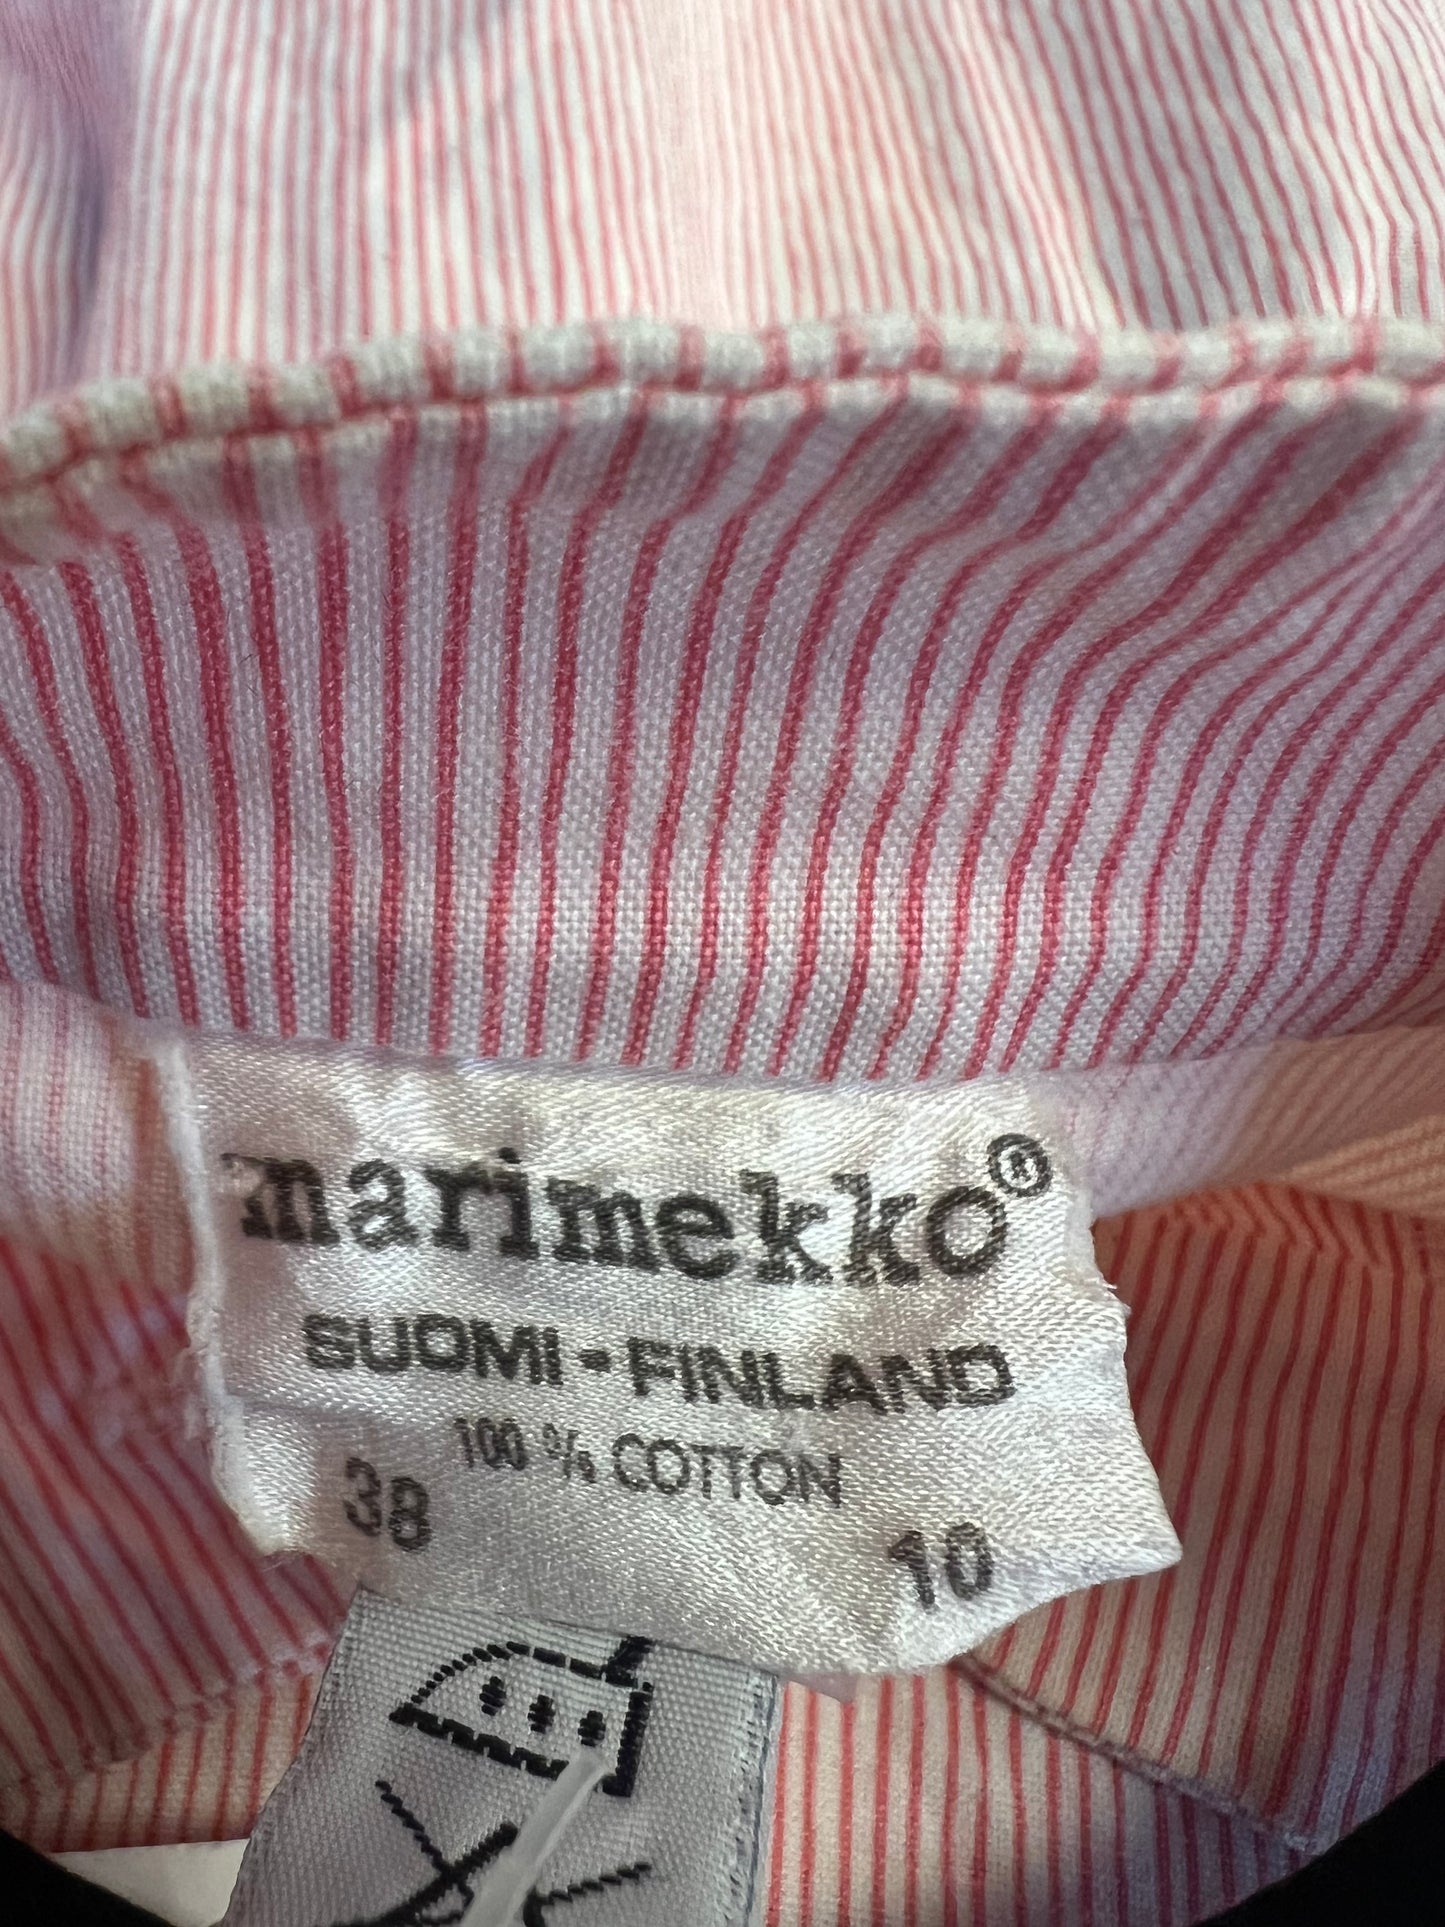 marimekko®
SUOMI-FINLAND
100 % COTTON
38 10